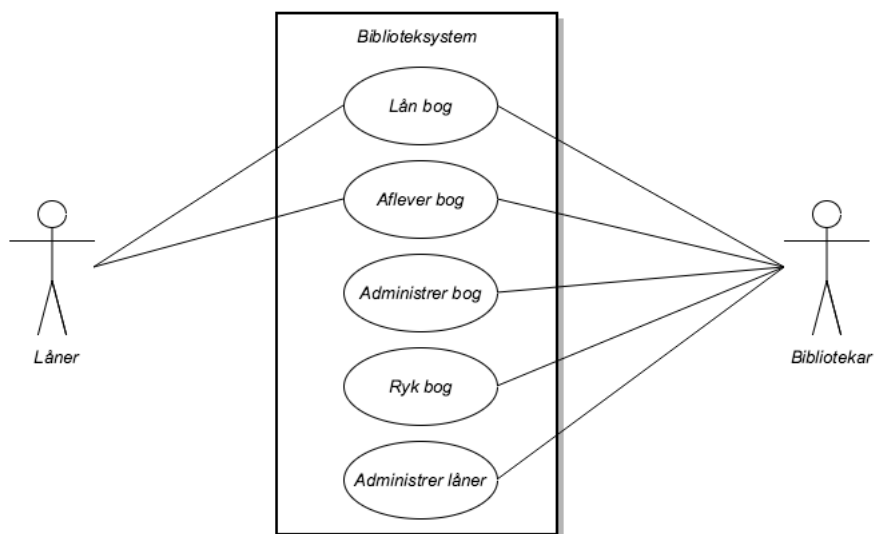 Biblioteksystem
Lån bog
Aflever bog
Administrer bog
Ryk bog
Administrer låner
Låner
Bibliotekar